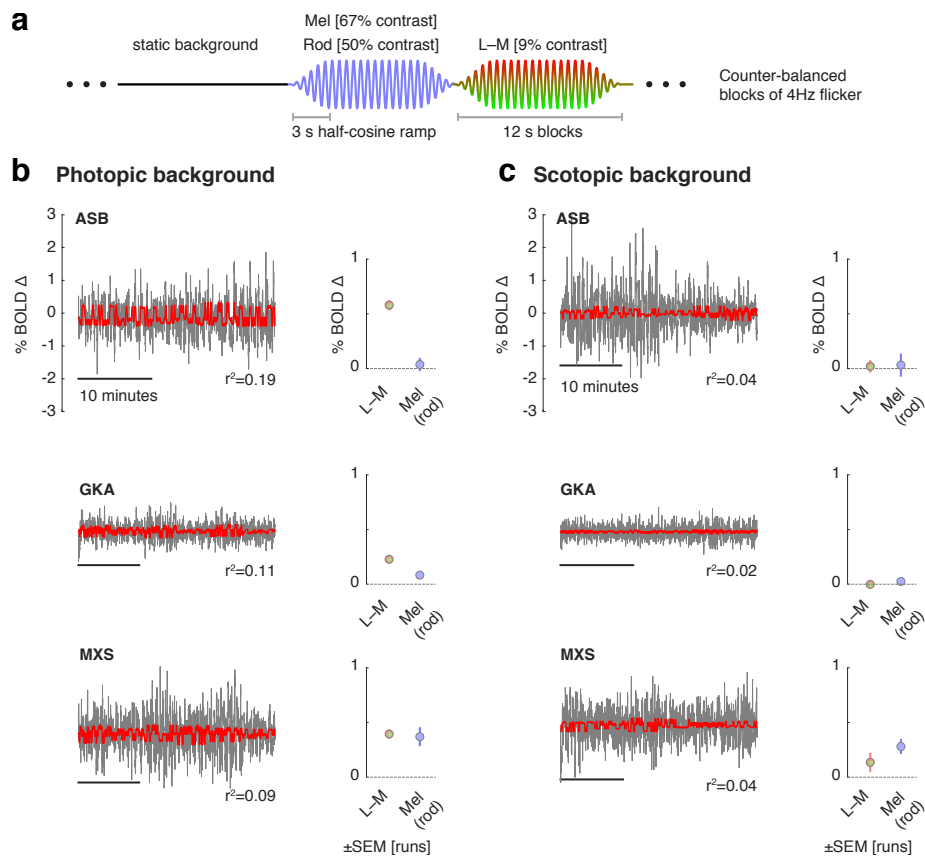 a
Mel [67% contrast]
static background
Rod [50% contrast]
L–M [9% contrast]
Counter-balanced
blocks of 4Hz flicker
3 s half-cosine ramp
12 s blocks
b Photopic background
ASB
% BOLD Δ
3
2
1
0
-1
-2
-3
10 minutes
r²=0.19
% BOLD Δ
1
0
L–M
Mel
(rod)
GKA
r²=0.11
1
0
L–M
Mel
(rod)
MXS
r²=0.09
1
0
L–M
Mel
(rod)
±SEM [runs]
c Scotopic background
ASB
% BOLD Δ
3
2
1
0
-1
-2
-3
10 minutes
r²=0.04
% BOLD Δ
1
0
L–M
Mel
(rod)
GKA
r²=0.02
1
0
L–M
Mel
(rod)
MXS
r²=0.04
1
0
L–M
Mel
(rod)
±SEM [runs]